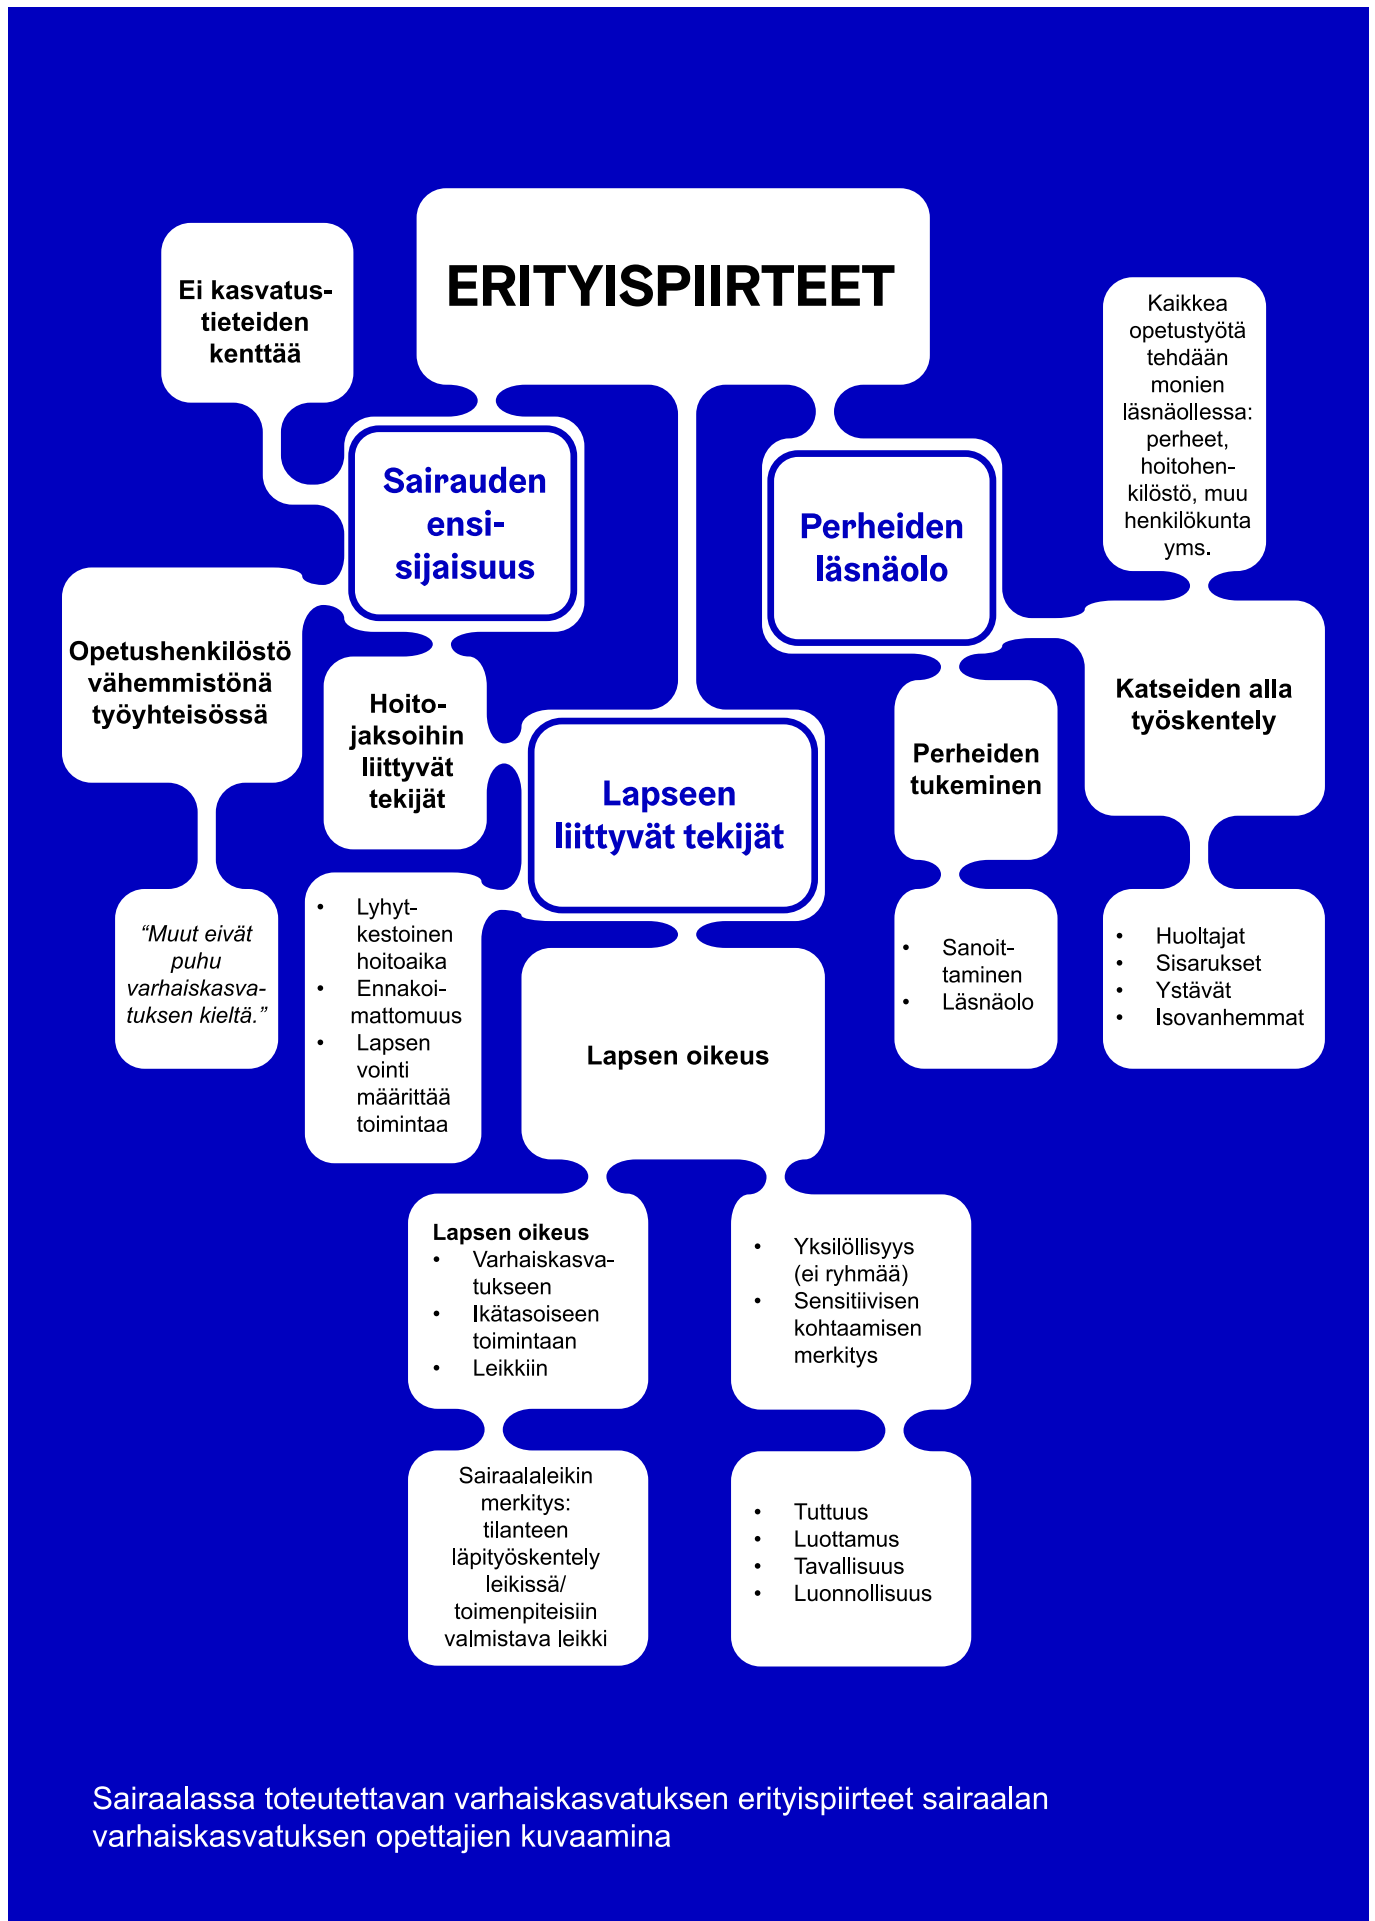 ERITYISPIIRTEET
Ei kasvatus-
tieteiden
kenttää
Sairauden
ensi-
sijaisuus
Opetushenkilöstö
vähemmistönä
työyhteisössä
“Muut eivät
puhu
varhaiskasva-
tuksen kieltä.”
Hoito-
jaksoihin
liittyvät
tekijät
• Lyhyt-
kestoinen
hoitoaika
• Ennakoi-
mattomuus
• Lapsen
vointi
määrittää
toimintaa
Lapseen
liittyvät tekijät
Lapsen oikeus
Lapsen oikeus
• Varhaiskasva-
tukseen
• Ikätasoiseen
toimintaan
• Leikkiin
Sairaalaleikin
merkitys:
tilanteen
läpityöskentely
leikissä/
toimenpiteisiin
valmistava leikki
• Yksilöllisyys
(ei ryhmää)
• Sensitiivisen
kohtaamisen
merkitys
• Tuttuus
• Luottamus
• Tavallisuus
• Luonnollisuus
Perheiden
läsnäolo
Perheiden
tukeminen
• Sanoit-
taminen
• Läsnäolo
Kaikkea
opetustyötä
tehdään
monien
läsnäollessa:
perheet,
hoitohen-
kilöstö, muu
henkilökunta
yms.
Katseiden alla
työskentely
• Huoltajat
• Sisarukset
• Ystävät
• Isovanhemmat
Sairaalassa toteutettavan varhaiskasvatuksen erityispiirteet sairaalan
varhaiskasvatuksen opettajien kuvaamina